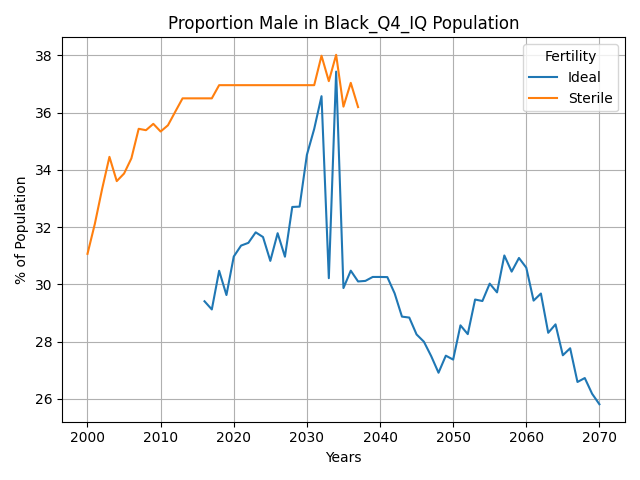 Proportion Male in Black_Q4_IQ Population
% of Population
38
36
34
32
30
28
26
Fertility
Ideal
Sterile
2000 2010 2020 2030 2040 2050 2060 2070
Years